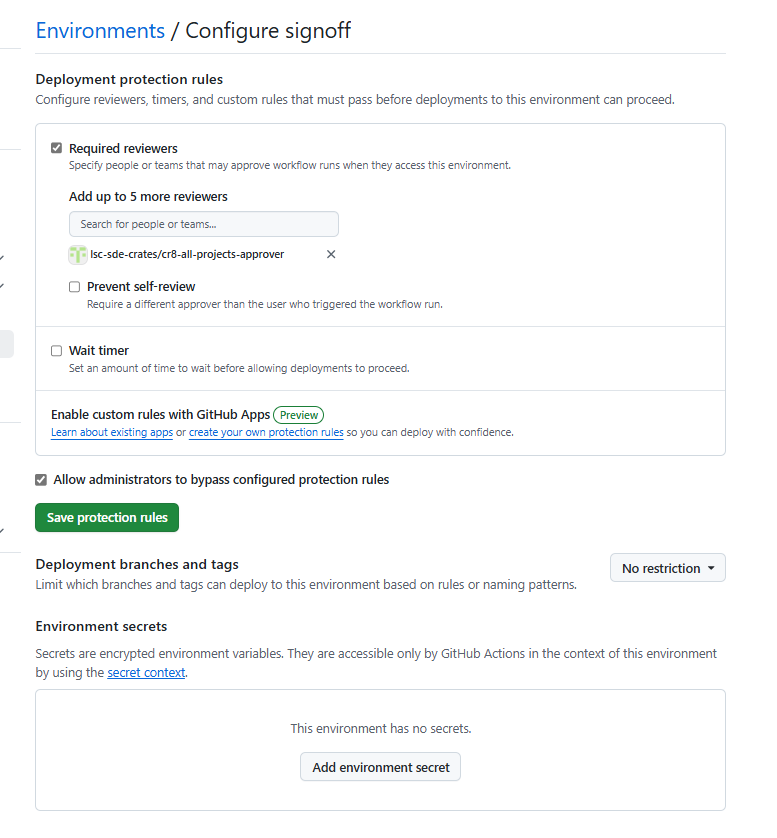 Environments / Configure signoff
Deployment protection rules
Configure reviewers, timers, and custom rules that must pass before deployments to this environment can proceed.
Required reviewers
Specify people or teams that may approve workflow runs when they access this environment.
Add up to 5 more reviewers
Search for people or teams...
lsc-sde-crates/cr8-all-projects-approver
Prevent self-review
Require a different approver than the user who triggered the workflow run.
Wait timer
Set an amount of time to wait before allowing deployments to proceed.
Enable custom rules with GitHub Apps Preview
Learn about existing apps or create your own protection rules so you can deploy with confidence.
Allow administrators to bypass configured protection rules
Save protection rules
Deployment branches and tags
No restriction
Limit which branches and tags can deploy to this environment based on rules or naming patterns.
Environment secrets
Secrets are encrypted environment variables. They are accessible only by GitHub Actions in the context of this environment
by using the secret context.
This environment has no secrets.
Add environment secret